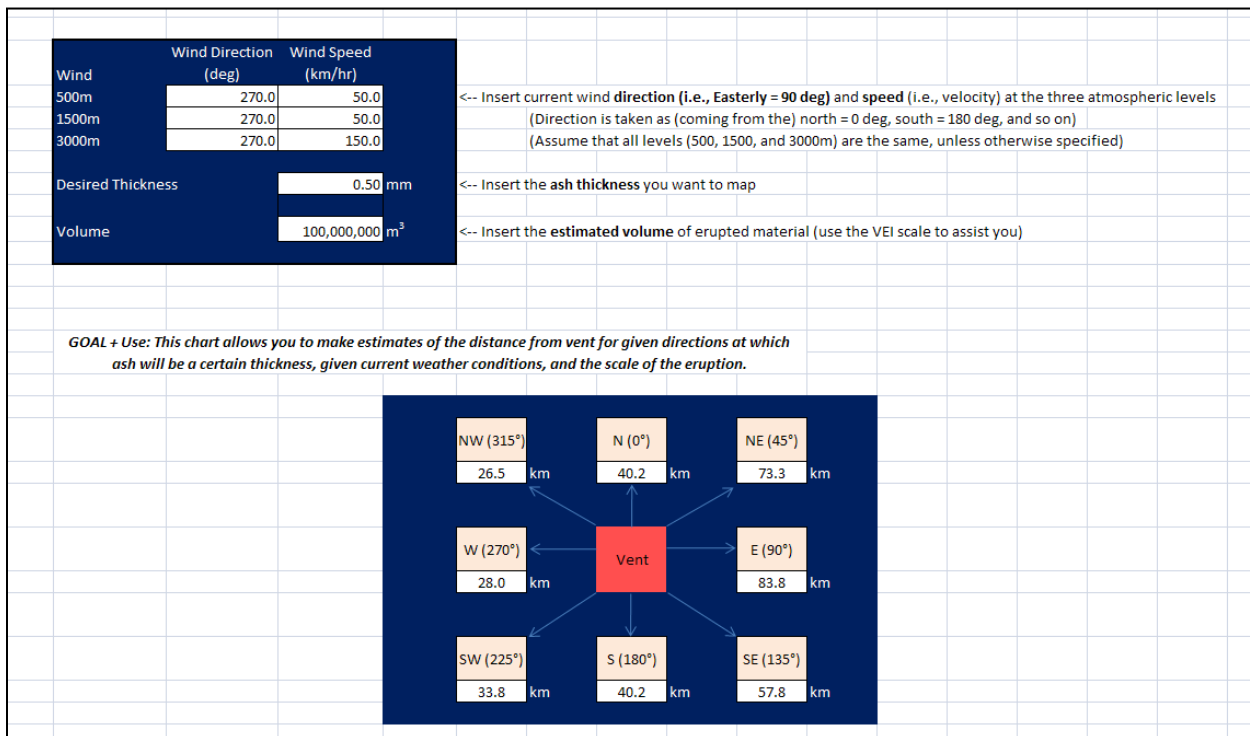 Wind Direction Wind Speed
Wind (deg) (km/hr)
500m 270.0 50.0 <-- Insert current wind direction (i.e., Easterly = 90 deg) and speed (i.e., velocity) at the three atmospheric levels
1500m 270.0 50.0 (Direction is taken as (coming from the) north = 0 deg, south = 180 deg, and so on)
3000m 270.0 150.0 (Assume that all levels (500, 1500, and 3000m) are the same, unless otherwise specified)
Desired Thickness 0.50 mm <-- Insert the ash thickness you want to map
Volume 100,000,000 m³ <-- Insert the estimated volume of erupted material (use the VEI scale to assist you)
GOAL + Use: This chart allows you to make estimates of the distance from vent for given directions at which
ash will be a certain thickness, given current weather conditions, and the scale of the eruption.
NW (315°) N (0°) NE (45°)
26.5 km 40.2 km 73.3 km
W (270°) Vent E (90°)
28.0 km 83.8 km
SW (225°) S (180°) SE (135°)
33.8 km 40.2 km 57.8 km